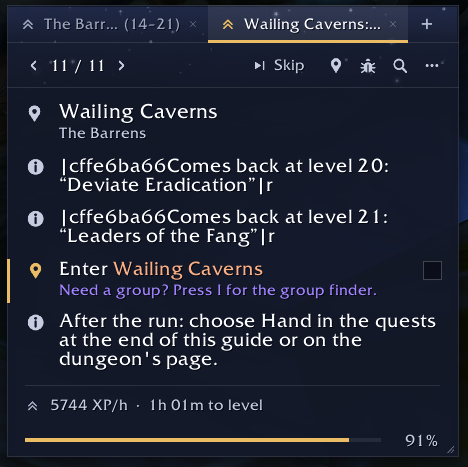 The Barr... (14-21) × Wailing Caverns:... × +
< 11 / 11 > Skip ...
Wailing Caverns
The Barrens
|cffe6ba66Comes back at level 20:
“Deviate Eradication”|r
|cffe6ba66Comes back at level 21:
“Leaders of the Fang”|r
Enter Wailing Caverns
Need a group? Press I for the group finder.
After the run: choose Hand in the quests
at the end of this guide or on the
dungeon's page.
5744 XP/h · 1h 01m to level
91%